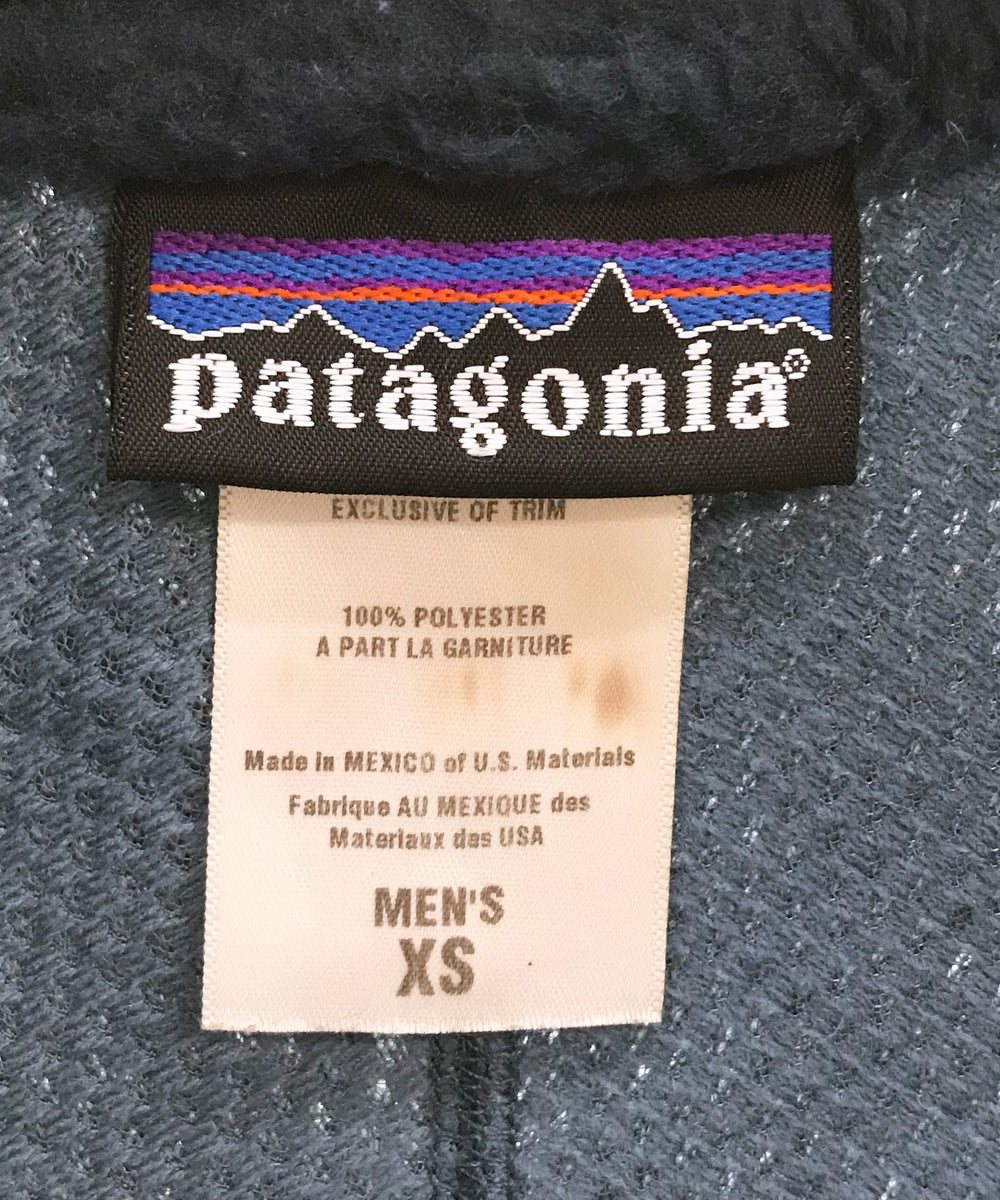 patagonia®
EXCLUSIVE OF TRIM
100% POLYESTER
A PART LA GARNITURE
Made in MEXICO of U.S. Materials
Fabrique AU MEXIQUE des
Materiaux des USA
MEN'S
XS